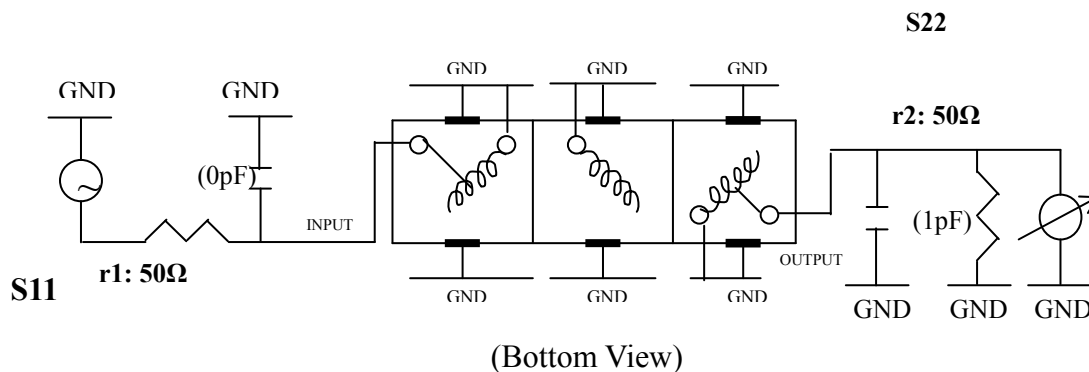 S22
GND
GND
GND
GND
GND
r2: 50Ω
(0pF)
(1pF)
INPUT
OUTPUT
r1: 50Ω
S11
GND
GND
GND
GND
GND
GND
(Bottom View)